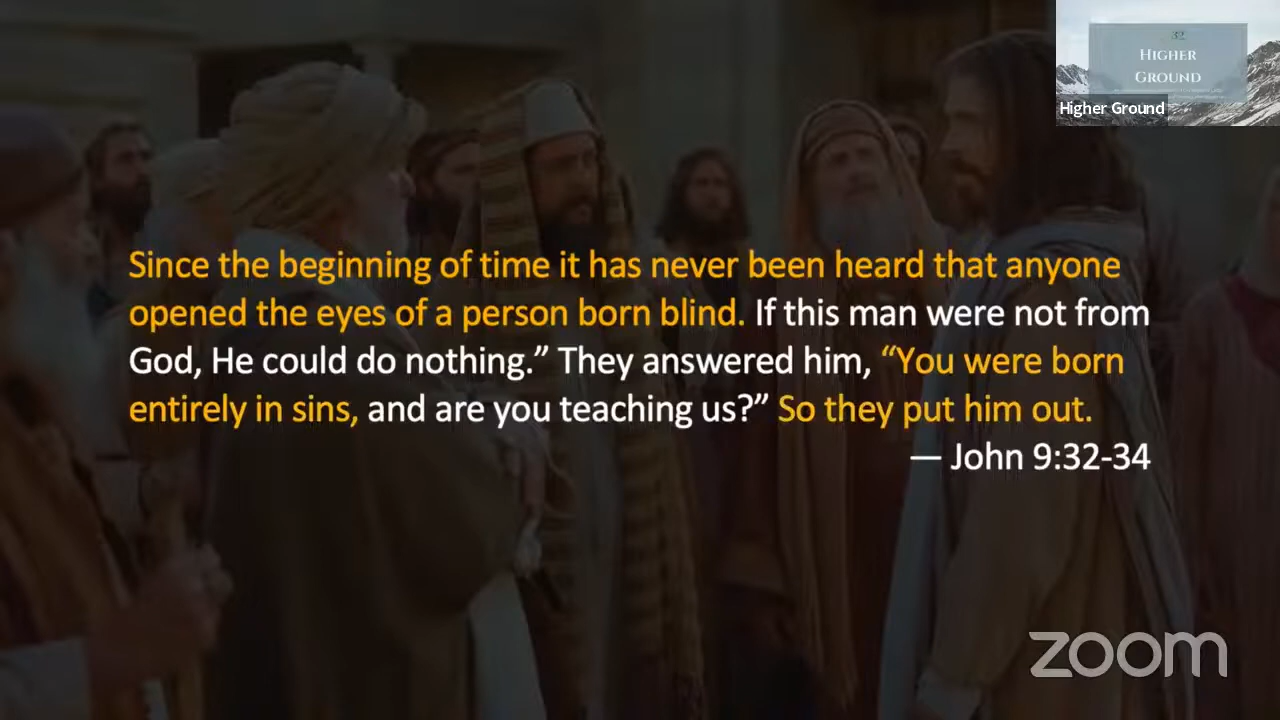 32
HIGHER
GROUND
Higher Ground
Since the beginning of time it has never been heard that anyone
opened the eyes of a person born blind. If this man were not from
God, He could do nothing.” They answered him, “You were born
entirely in sins, and are you teaching us?” So they put him out.
— John 9:32-34
zoom